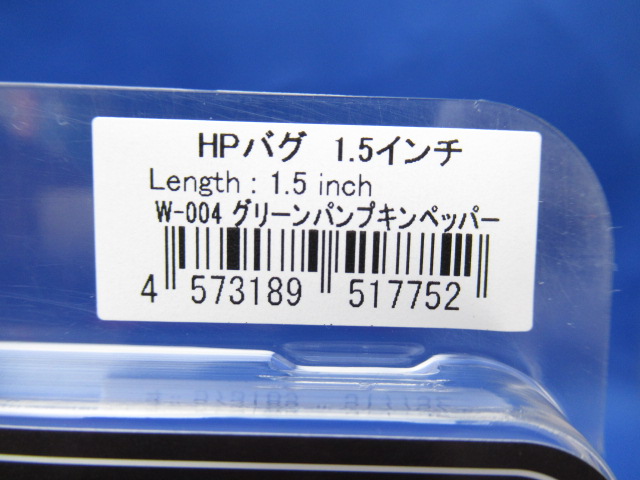 HPバグ 1.5インチ
Length : 1.5 inch
W-004 グリーンパンプキンペッパー
4 573189 517752